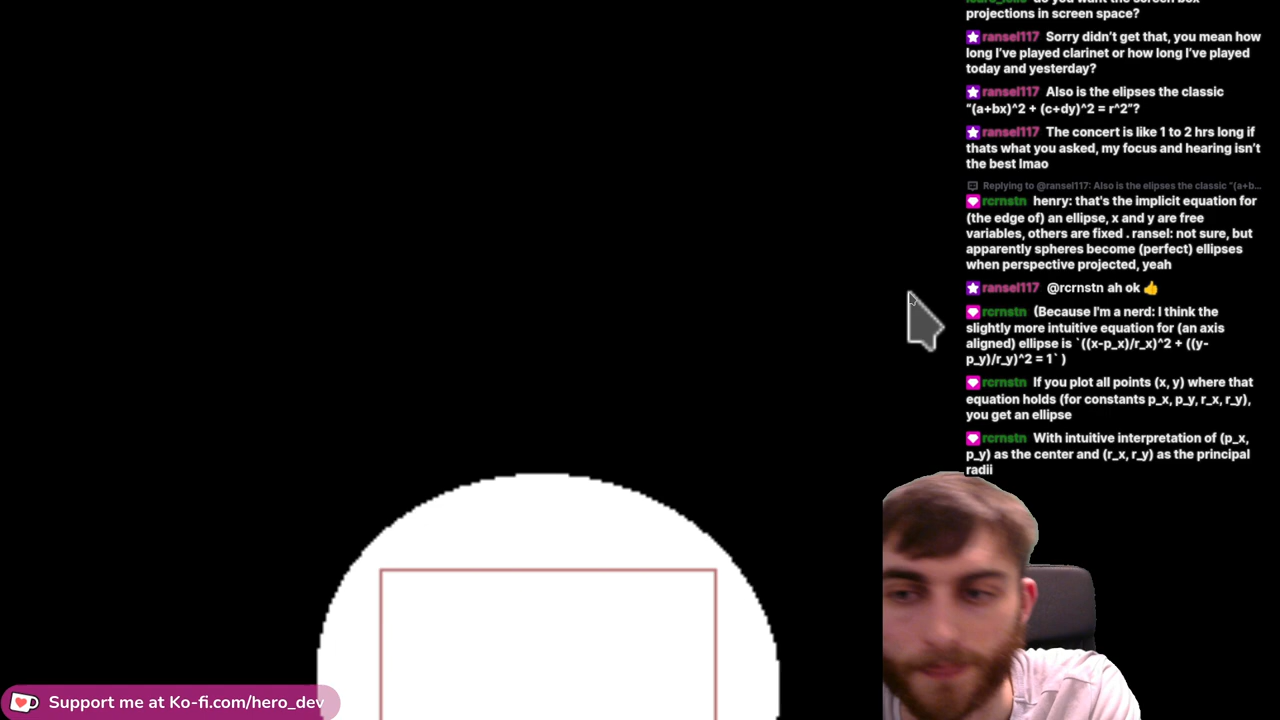 do you want the screen box
projections in screen space?
ransel117 Sorry didn't get that, you mean how
long I've played clarinet or how long I've played
today and yesterday?
ransel117 Also is the elipses the classic
"(a+bx)^2 + (c+dy)^2 = r^2"?
ransel117 The concert is like 1 to 2 hrs long if
thats what you asked, my focus and hearing isn't
the best lmao
Replying to @ransel117: Also is the elipses the classic "(a+b...
rcrnstn henry: that's the implicit equation for
(the edge of) an ellipse, x and y are free
variables, others are fixed . ransel: not sure, but
apparently spheres become (perfect) ellipses
when perspective projected, yeah
ransel117 @rcrnstn ah ok 👍
rcrnstn (Because I'm a nerd: I think the
slightly more intuitive equation for (an axis
aligned) ellipse is `((x-p_x)/r_x)^2 + ((y-
p_y)/r_y)^2 = 1` )
rcrnstn If you plot all points (x, y) where that
equation holds (for constants p_x, p_y, r_x, r_y),
you get an ellipse
rcrnstn With intuitive interpretation of (p_x,
p_y) as the center and (r_x, r_y) as the principal
radii
Support me at Ko-fi.com/hero_dev